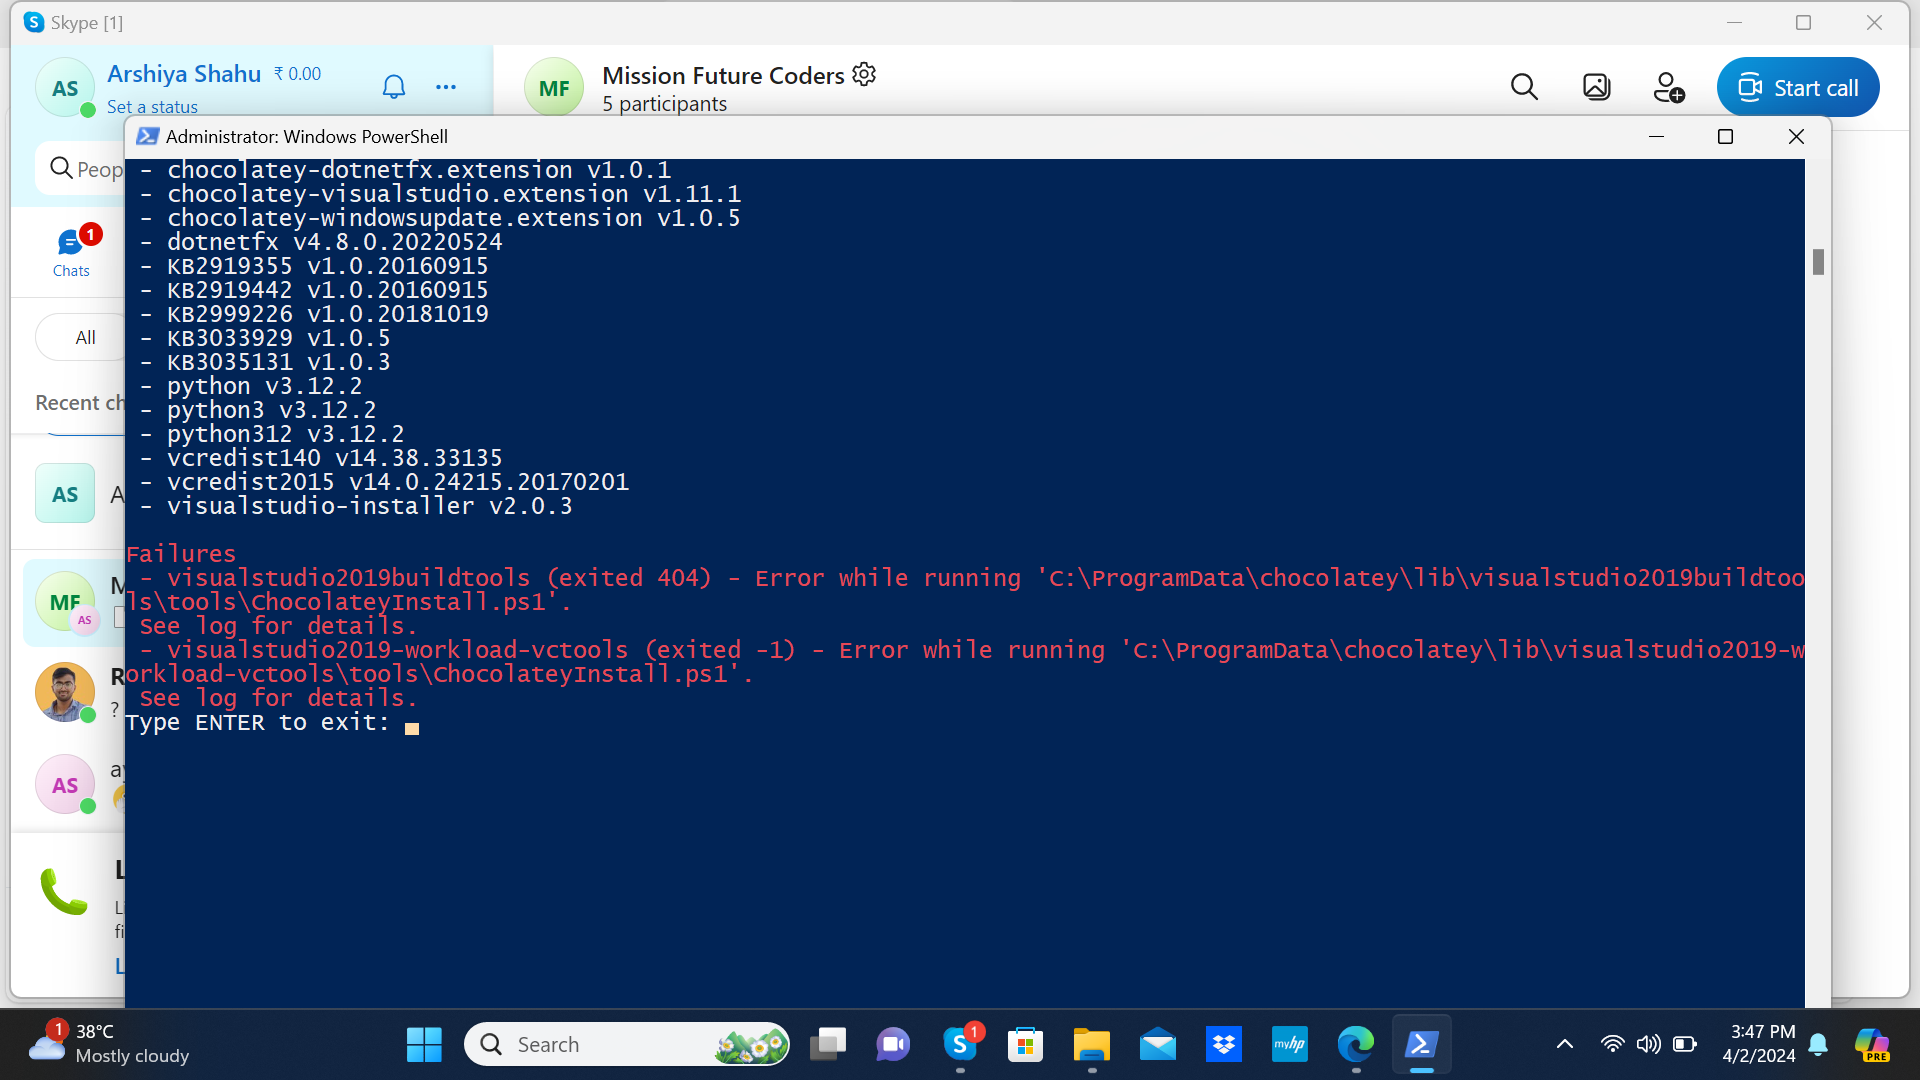 Skype [1]
AS
Arshiya Shahu ₹ 0.00
Set a status
MF
Mission Future Coders
5 participants
Start call
Administrator: Windows PowerShell
Peop
Chats
1
All
Recent ch
AS
A
MF
AS
M
R
?
AS
ay
L
Li
fi
L
- chocolatey-dotnetfx.extension v1.0.1
- chocolatey-visualstudio.extension v1.11.1
- chocolatey-windowsupdate.extension v1.0.5
- dotnetfx v4.8.0.20220524
- KB2919355 v1.0.20160915
- KB2919442 v1.0.20160915
- KB2999226 v1.0.20181019
- KB3033929 v1.0.5
- KB3035131 v1.0.3
- python v3.12.2
- python3 v3.12.2
- python312 v3.12.2
- vcredist140 v14.38.33135
- vcredist2015 v14.0.24215.20170201
- visualstudio-installer v2.0.3
Failures
- visualstudio2019buildtools (exited 404) - Error while running 'C:\ProgramData\chocolatey\lib\visualstudio2019buildtoo
ls\tools\ChocolateyInstall.ps1'.
See log for details.
- visualstudio2019-workload-vctools (exited -1) - Error while running 'C:\ProgramData\chocolatey\lib\visualstudio2019-w
orkload-vctools\tools\ChocolateyInstall.ps1'.
See log for details.
Type ENTER to exit:
1
38°C
Mostly cloudy
Search
S
1
myhp
3:47 PM
4/2/2024
PRE